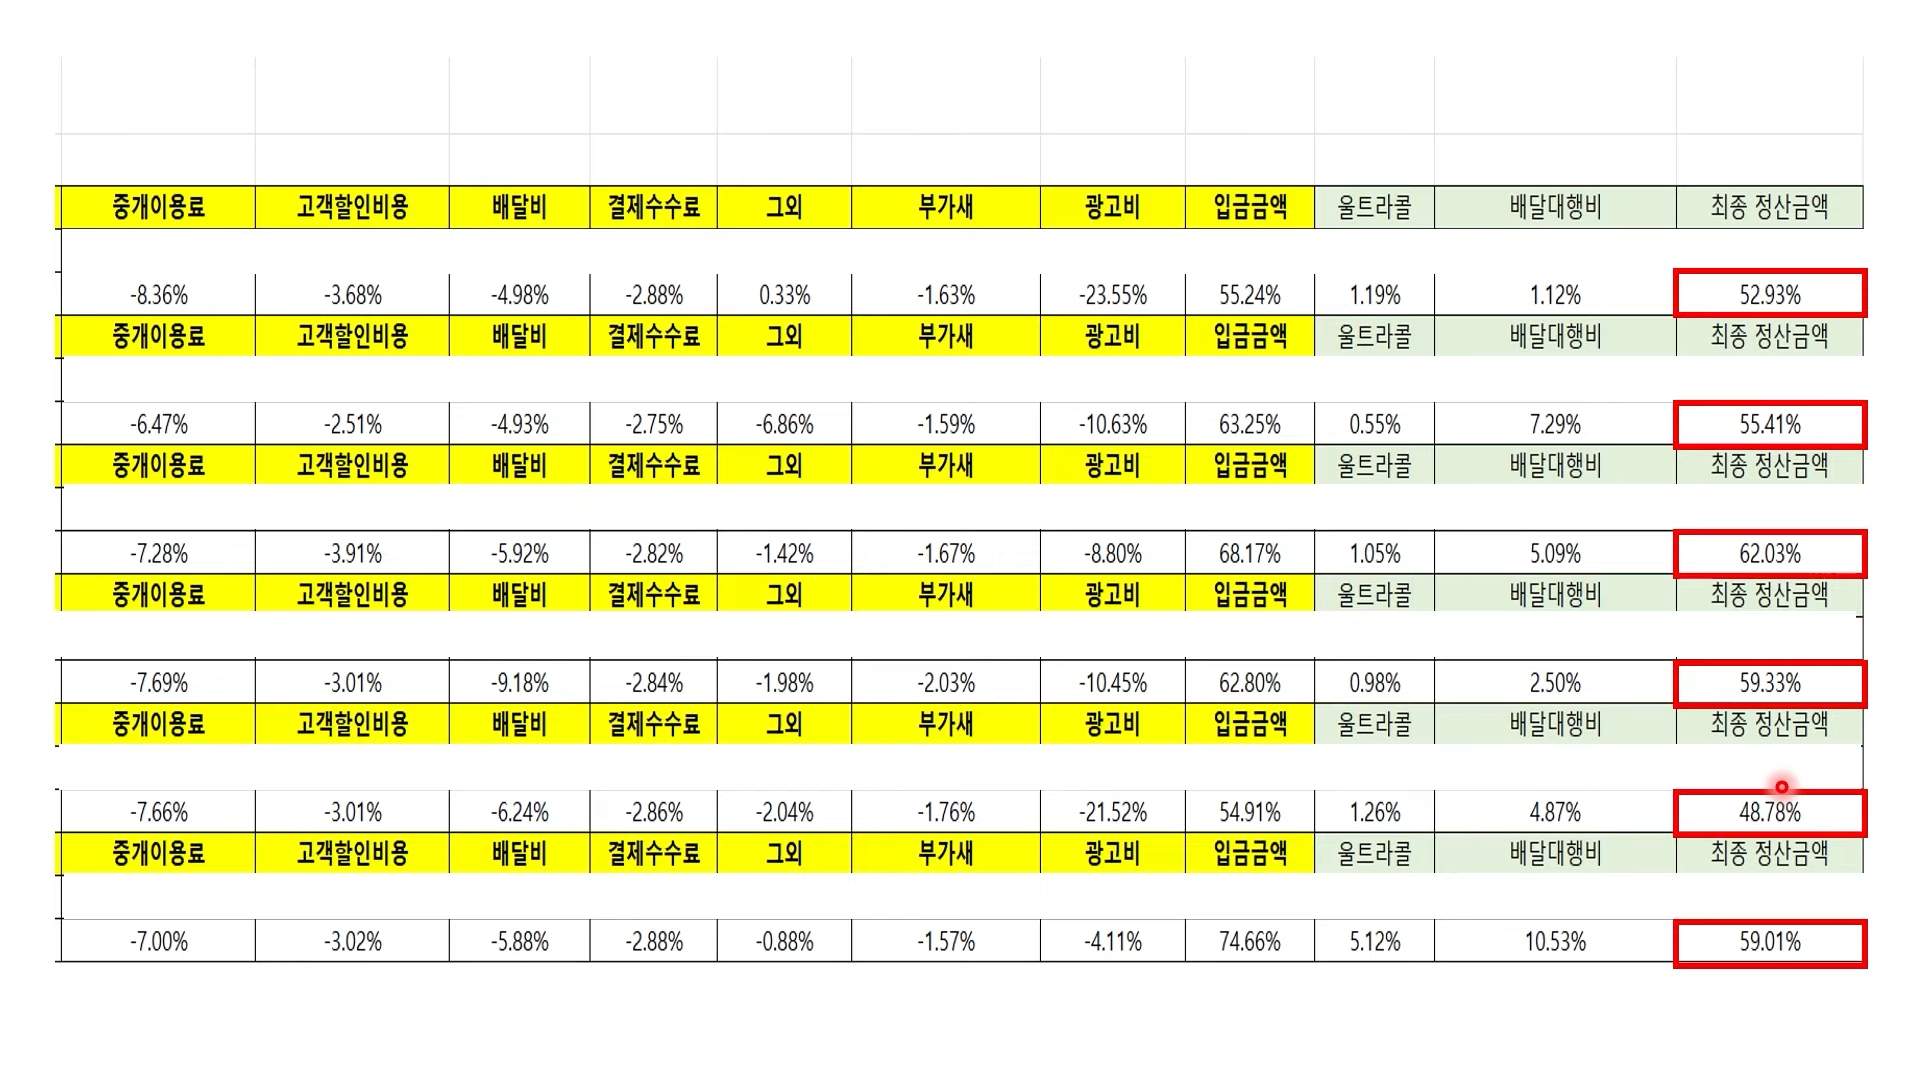 중개이용료 고객할인비용 배달비 결제수수료 그외 부가새 광고비 입금금액 울트라콜 배달대행비 최종 정산금액
-8.36% -3.68% -4.98% -2.88% 0.33% -1.63% -23.55% 55.24% 1.19% 1.12% 52.93%
중개이용료 고객할인비용 배달비 결제수수료 그외 부가새 광고비 입금금액 울트라콜 배달대행비 최종 정산금액
-6.47% -2.51% -4.93% -2.75% -6.86% -1.59% -10.63% 63.25% 0.55% 7.29% 55.41%
중개이용료 고객할인비용 배달비 결제수수료 그외 부가새 광고비 입금금액 울트라콜 배달대행비 최종 정산금액
-7.28% -3.91% -5.92% -2.82% -1.42% -1.67% -8.80% 68.17% 1.05% 5.09% 62.03%
중개이용료 고객할인비용 배달비 결제수수료 그외 부가새 광고비 입금금액 울트라콜 배달대행비 최종 정산금액
-7.69% -3.01% -9.18% -2.84% -1.98% -2.03% -10.45% 62.80% 0.98% 2.50% 59.33%
중개이용료 고객할인비용 배달비 결제수수료 그외 부가새 광고비 입금금액 울트라콜 배달대행비 최종 정산금액
-7.66% -3.01% -6.24% -2.86% -2.04% -1.76% -21.52% 54.91% 1.26% 4.87% 48.78%
중개이용료 고객할인비용 배달비 결제수수료 그외 부가새 광고비 입금금액 울트라콜 배달대행비 최종 정산금액
-7.00% -3.02% -5.88% -2.88% -0.88% -1.57% -4.11% 74.66% 5.12% 10.53% 59.01%